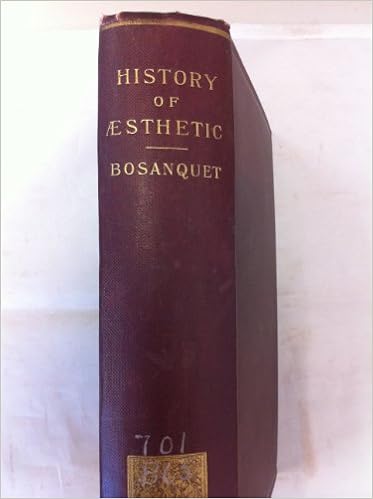 HISTORY
OF
ÆSTHETIC
BOSANQUET
701